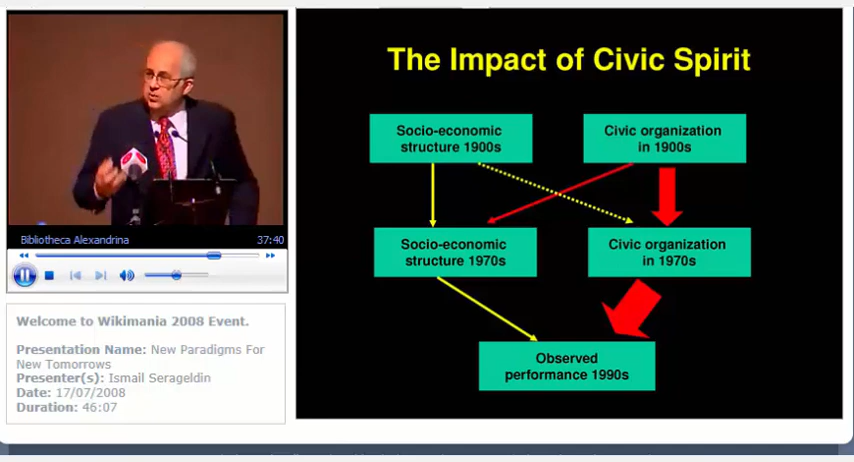 The Impact of Civic Spirit
Socio-economic
structure 1900s
Civic organization
in 1900s
Socio-economic
structure 1970s
Civic organization
in 1970s
Observed
performance 1990s
Bibliotheca Alexandrina
37:40
Welcome to Wikimania 2008 Event.
Presentation Name: New Paradigms For
New Tomorrows
Presenter(s): Ismail Serageldin
Date: 17/07/2008
Duration: 46:07